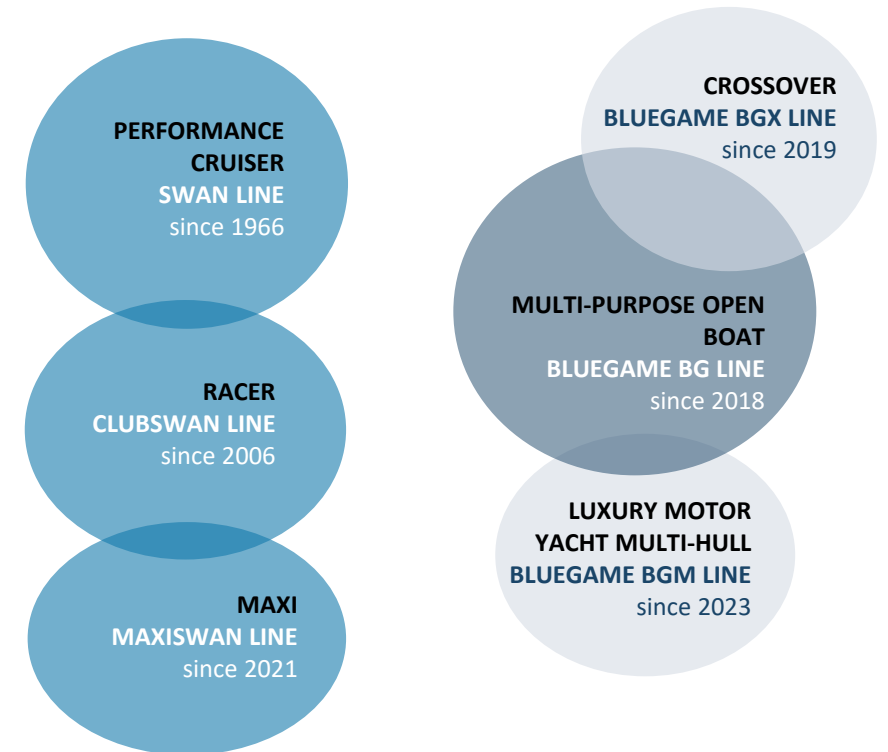 PERFORMANCE
CRUISER
SWAN LINE
since 1966
RACER
CLUBSWAN LINE
since 2006
MAXI
MAXISWAN LINE
since 2021
CROSSOVER
BLUEGAME BGX LINE
since 2019
MULTI-PURPOSE OPEN
BOAT
BLUEGAME BG LINE
since 2018
LUXURY MOTOR
YACHT MULTI-HULL
BLUEGAME BGM LINE
since 2023